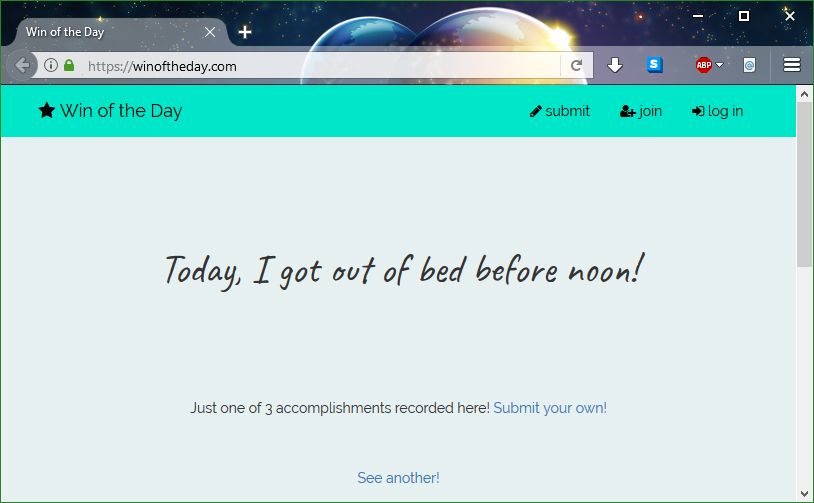 Win of the Day
https://winoftheday.com
S
ABP
@
Win of the Day
submit
join
log in
Today, I got out of bed before noon!
Just one of 3 accomplishments recorded here! Submit your own!
See another!